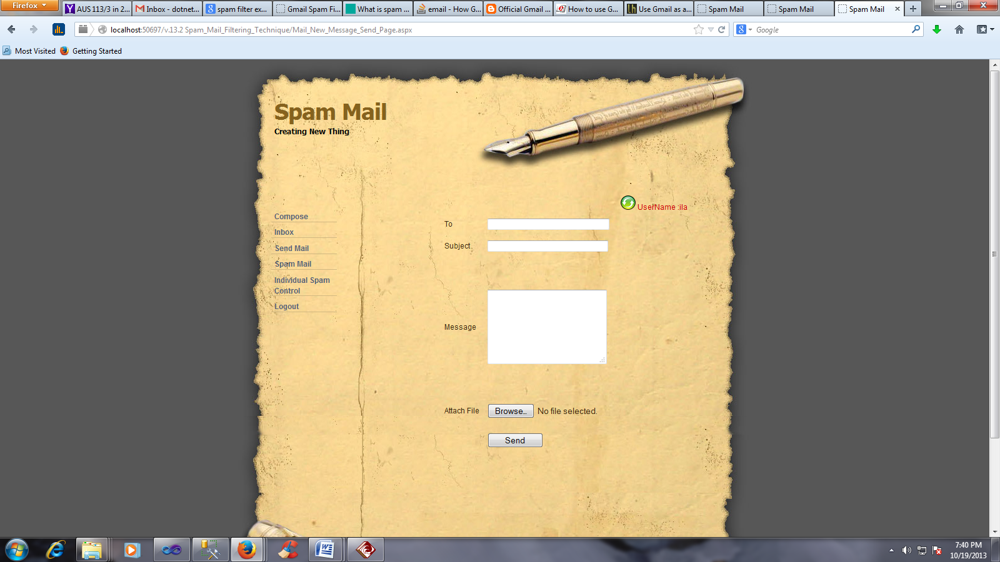 Firefox
AUS 113/3 in 2...
Inbox - dotnet...
spam filter ex...
Gmail Spam Fi...
What is spam ...
email - How G...
Official Gmail ...
How to use G...
Use Gmail as a...
Spam Mail
Spam Mail
Spam Mail
localhost:50697/v.13.2 Spam_Mail_Filtering_Technique/Mail_New_Message_Send_Page.aspx
Google
Most Visited
Getting Started
Spam Mail
Creating New Thing
UserName :ila
Compose
Inbox
Send Mail
Spam Mail
Individual Spam
Control
Logout
To
Subject
Message
Attach File
Browse...
No file selected.
Send
7:40 PM
10/19/2013